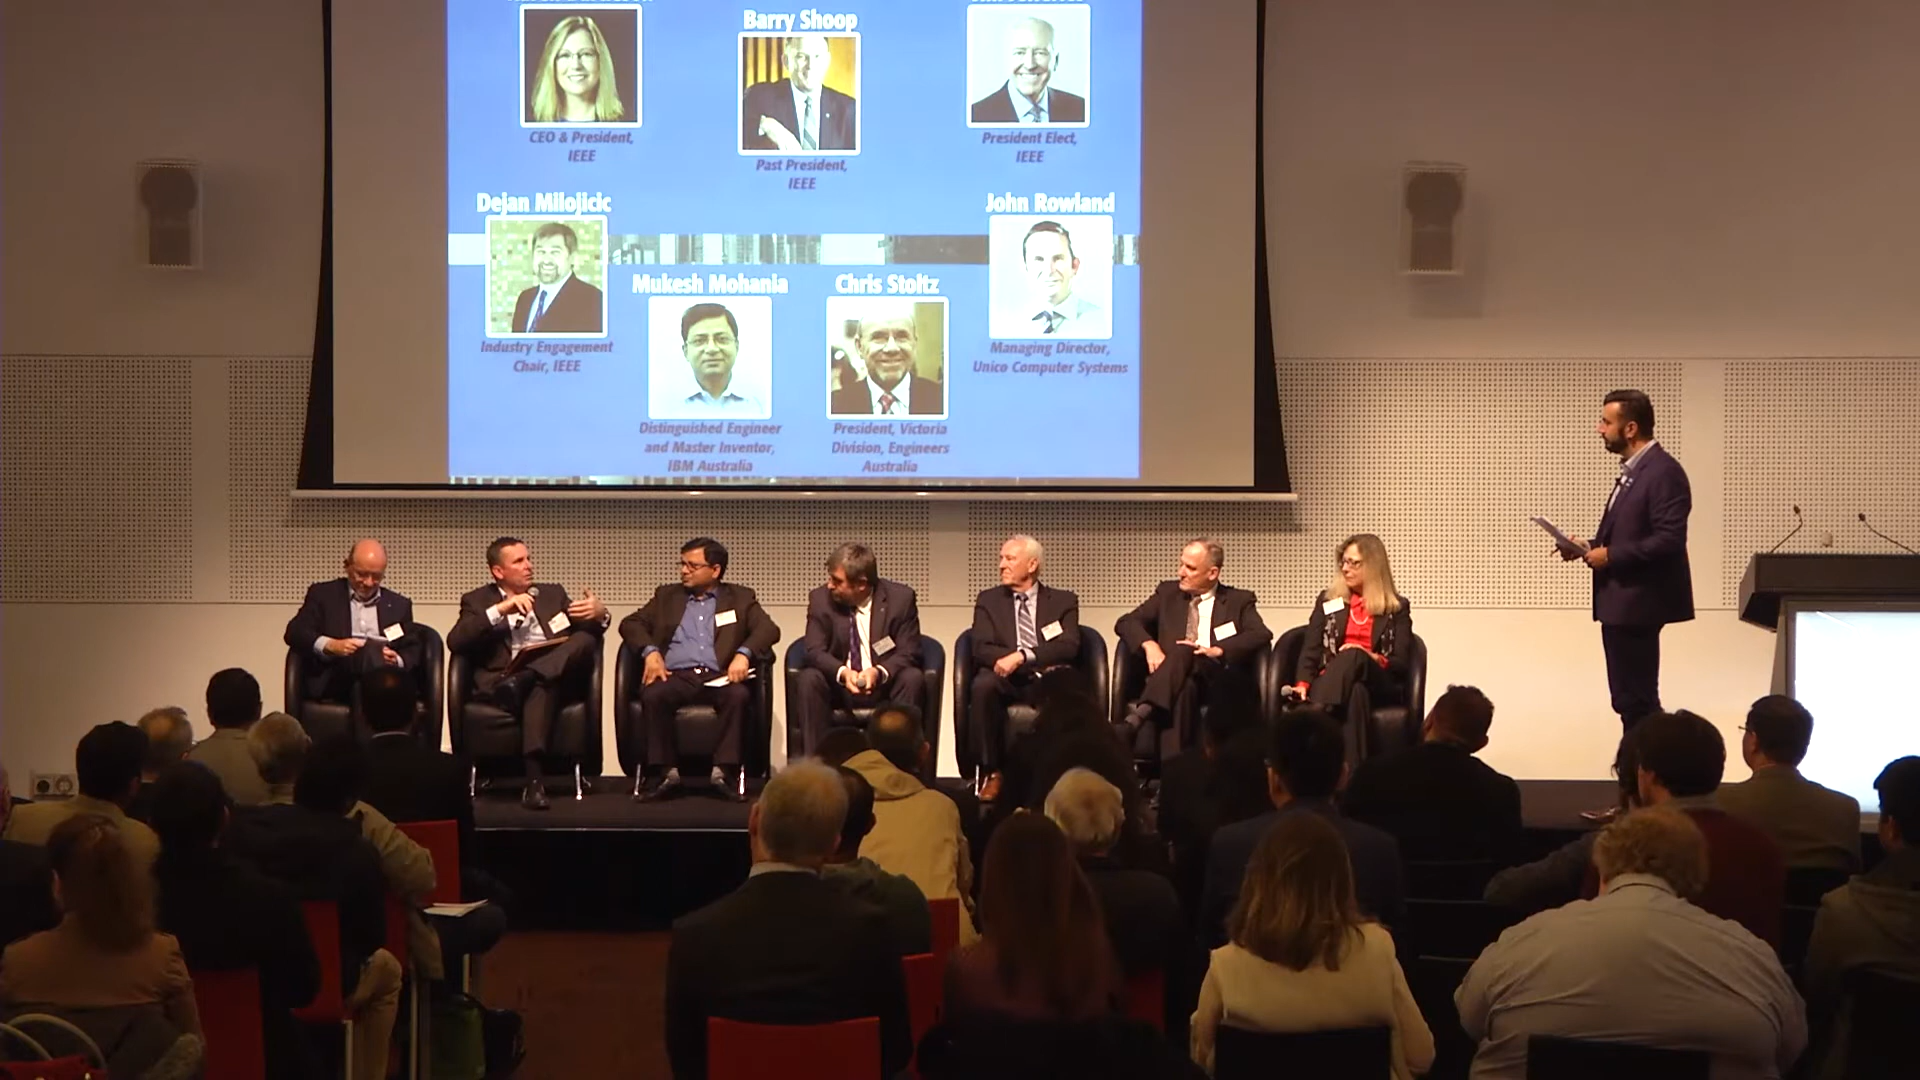 Barry Shoop
CEO & President,
IEEE
Past President,
IEEE
President Elect,
IEEE
Dejan Milojicic
John Rowland
Mukesh Mohania
Chris Stoltz
Industry Engagement
Chair, IEEE
Managing Director,
Unico Computer Systems
Distinguished Engineer
and Master Inventor,
IBM Australia
President, Victoria
Division, Engineers
Australia